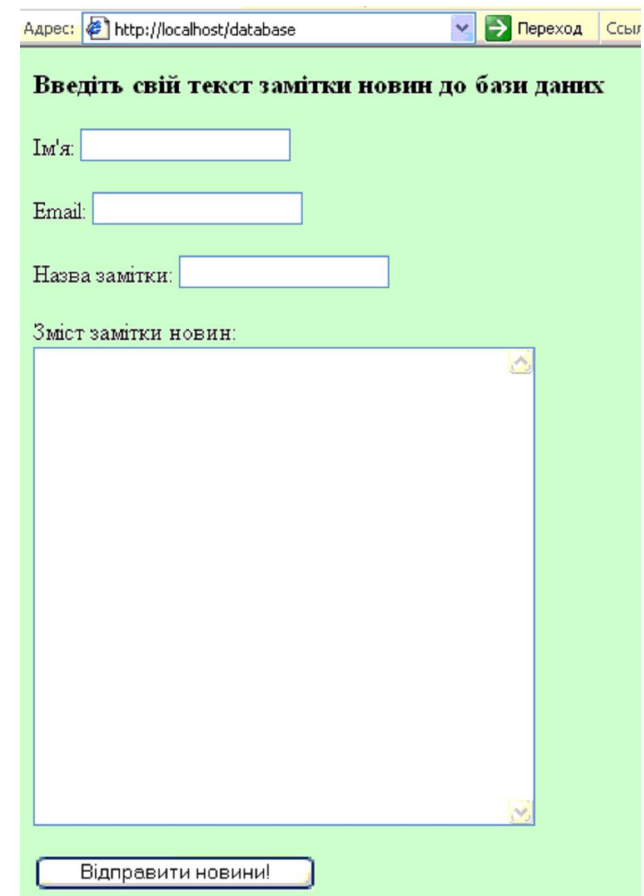 Адрес: http://localhost/database Переход Ссыл
Введіть свій текст замітки новин до бази даних
Ім'я:
Email:
Назва замітки:
Зміст замітки новин:
Відправити новини!